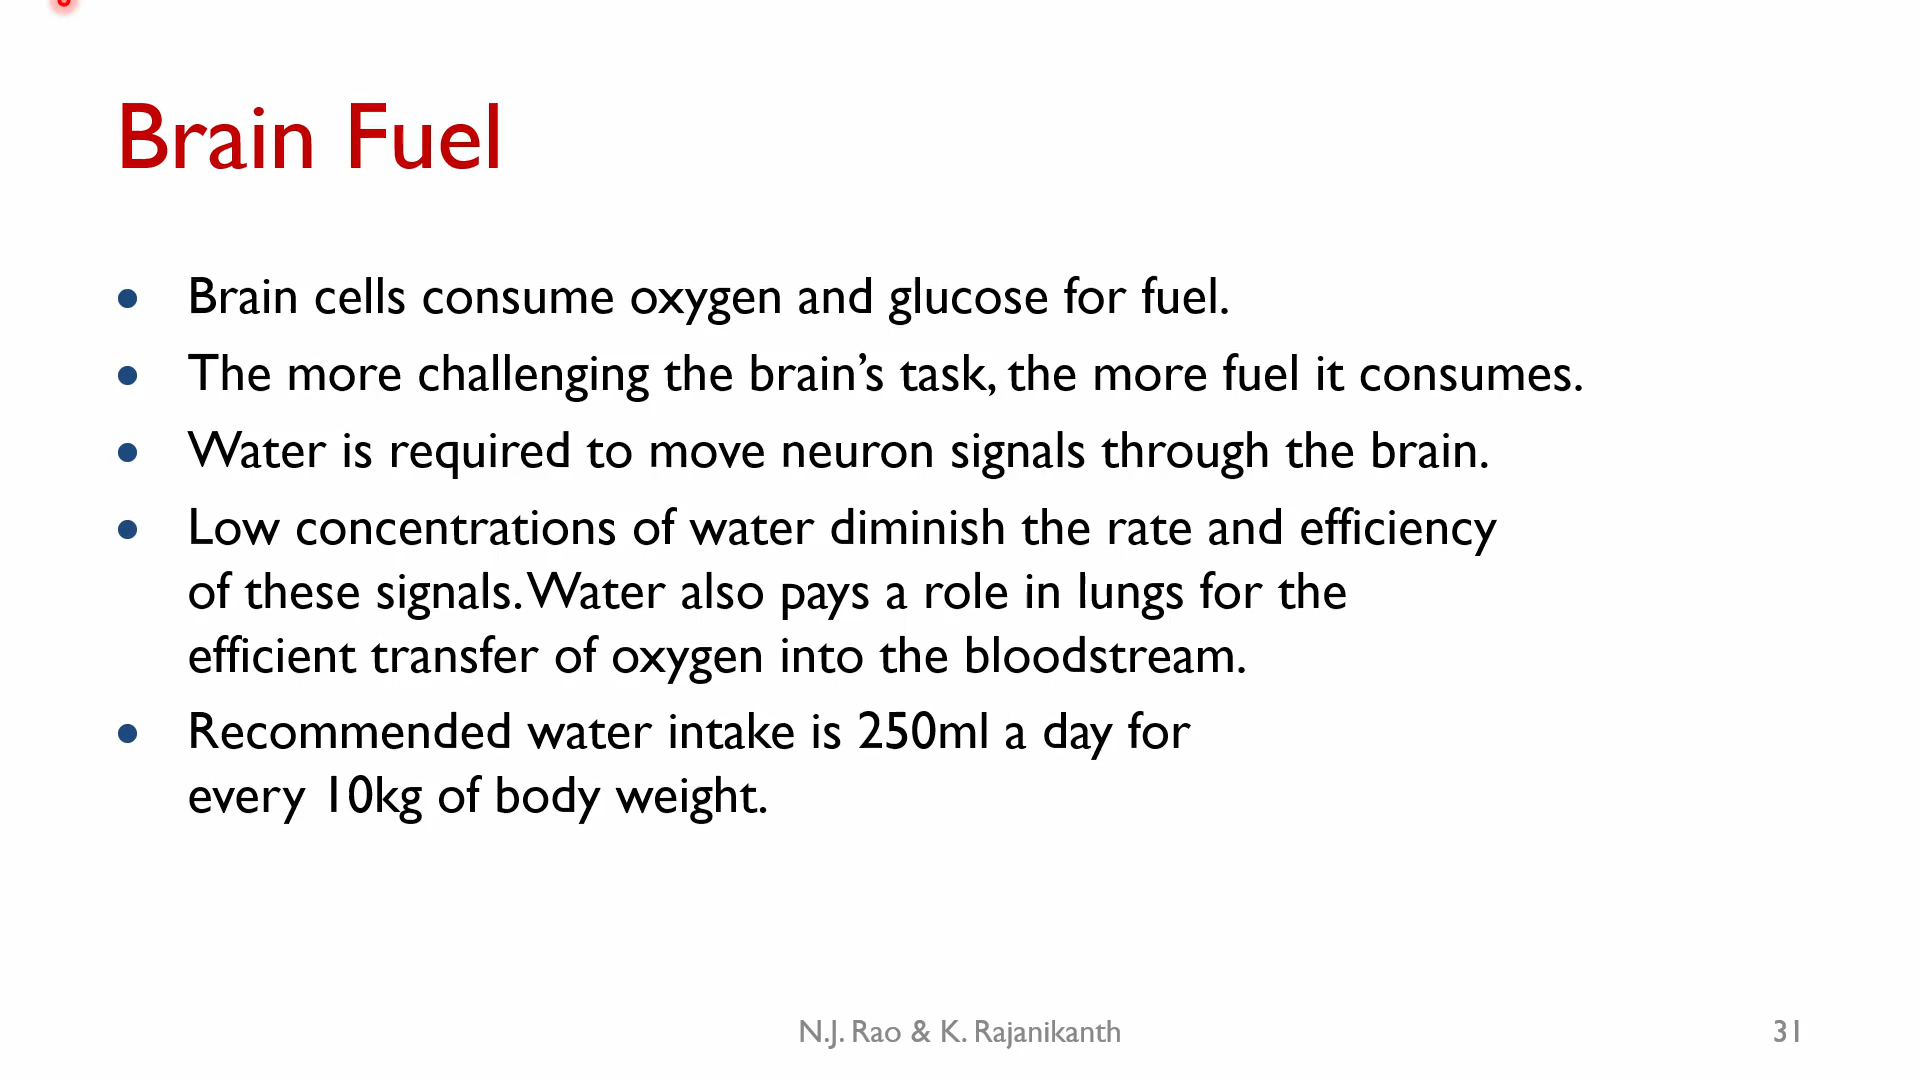 Brain Fuel
• Brain cells consume oxygen and glucose for fuel.
• The more challenging the brain’s task, the more fuel it consumes.
• Water is required to move neuron signals through the brain.
• Low concentrations of water diminish the rate and efficiency
of these signals. Water also pays a role in lungs for the
efficient transfer of oxygen into the bloodstream.
• Recommended water intake is 250ml a day for
every 10kg of body weight.
N.J. Rao & K. Rajanikanth
31